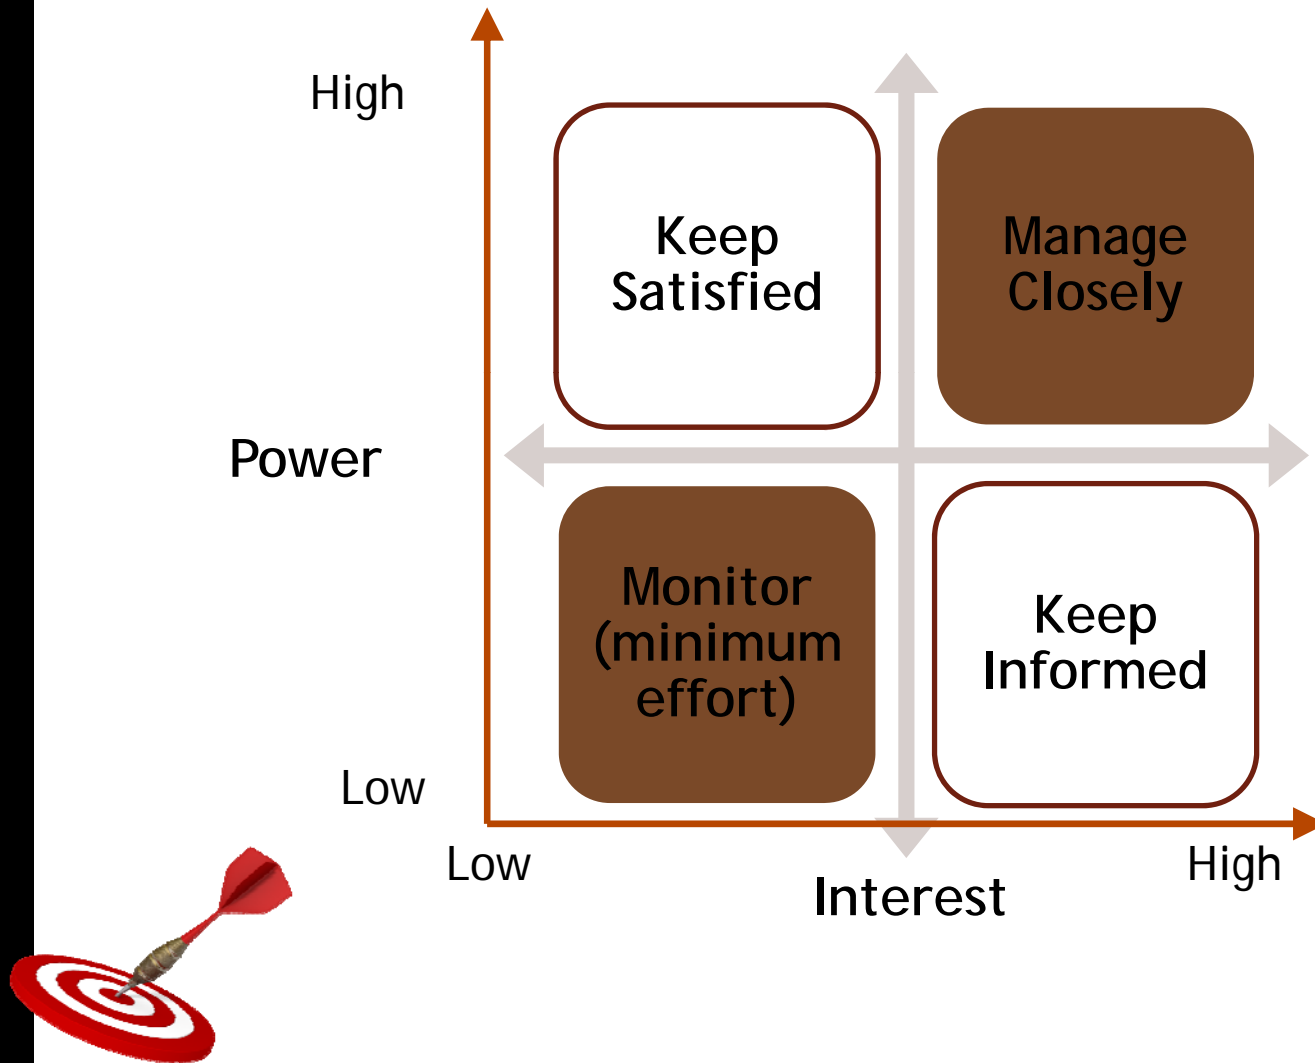 High
Keep
Satisfied
Manage
Closely
Power
Monitor
(minimum
effort)
Keep
Informed
Low
Low
High
Interest